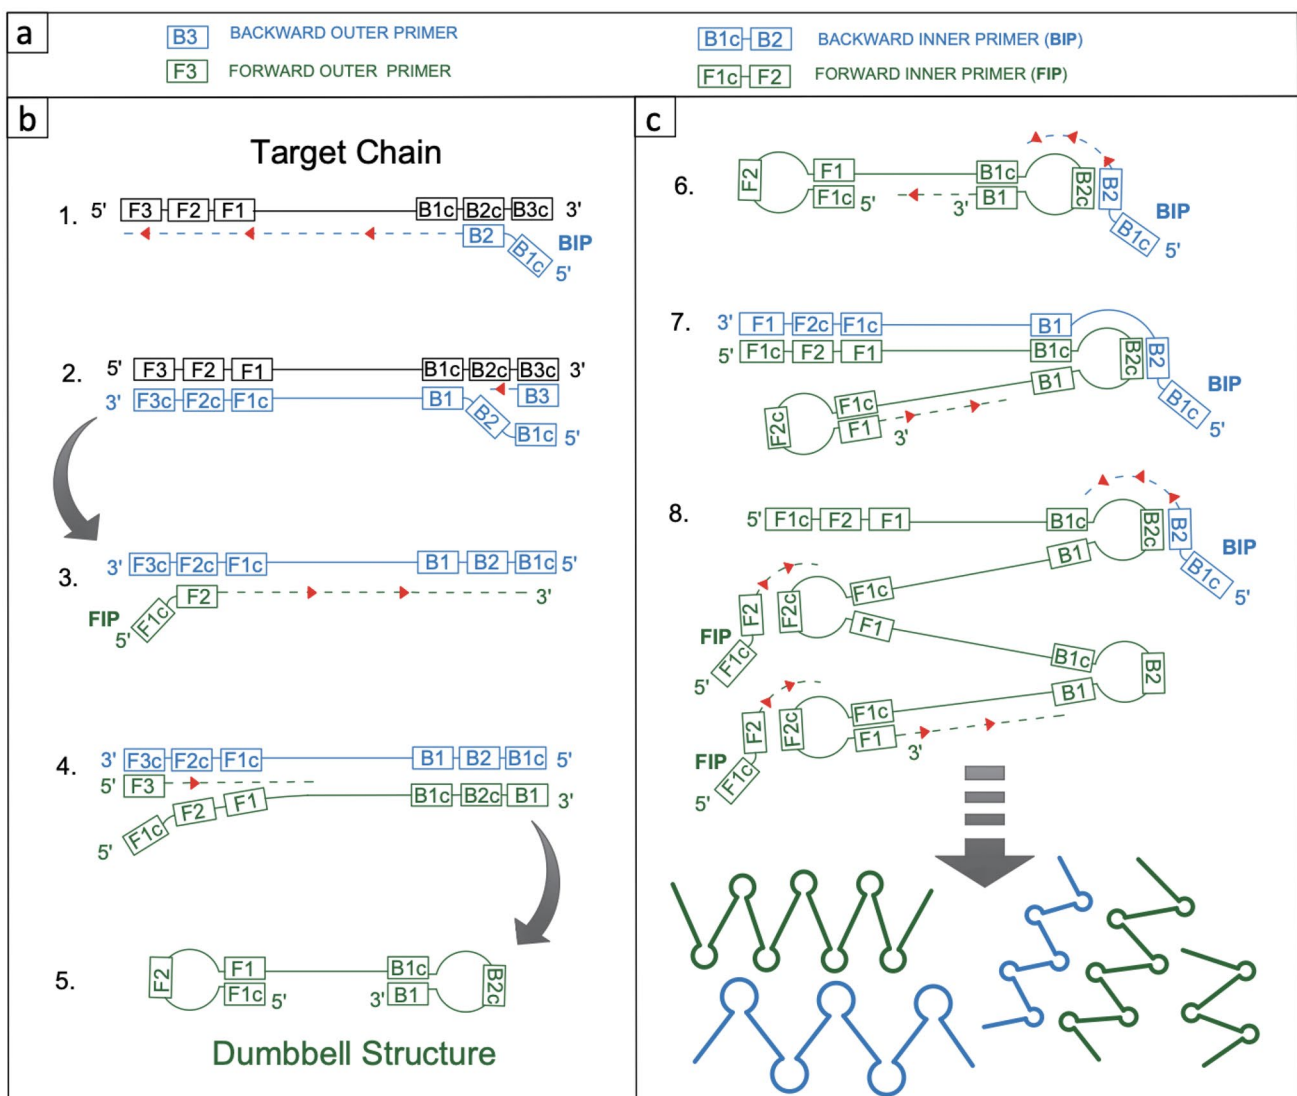 a
B3 BACKWARD OUTER PRIMER
F3 FORWARD OUTER PRIMER
B1c B2 BACKWARD INNER PRIMER (BIP)
F1c F2 FORWARD INNER PRIMER (FIP)
b
Target Chain
1.
5' F3 F2 F1 B1c B2c B3c 3'
B2 BIP
B1c 5'
2.
5' F3 F2 F1 B1c B2c B3c 3'
3' F3c F2c F1c B1 B3
B2 B1c 5'
3.
3' F3c F2c F1c B1 B2 B1c 5'
F2 3'
FIP
5' F1c
4.
3' F3c F2c F1c B1 B2 B1c 5'
5' F3
F2 F1 B1c B2c B1 3'
5' F1c
5.
F2 F1 B1c B2c
F1c 5' 3' B1
Dumbbell Structure
c
6.
F2 F1 B1c B2c B2
F1c 5' 3' B1 BIP
B1c 5'
7.
3' F1 F2c F1c B1
5' F1c F2 F1 B1c B2c B2
B1 BIP
F1c B1c
F2c F1 3' 5'
8.
5' F1c F2 F1 B1c B2c B2
B1 BIP
F1c B1c 5'
F2 F2c
FIP F1
5' F1c B1c B2
F1c B1
F2 F2c F1 3'
FIP
5' F1c